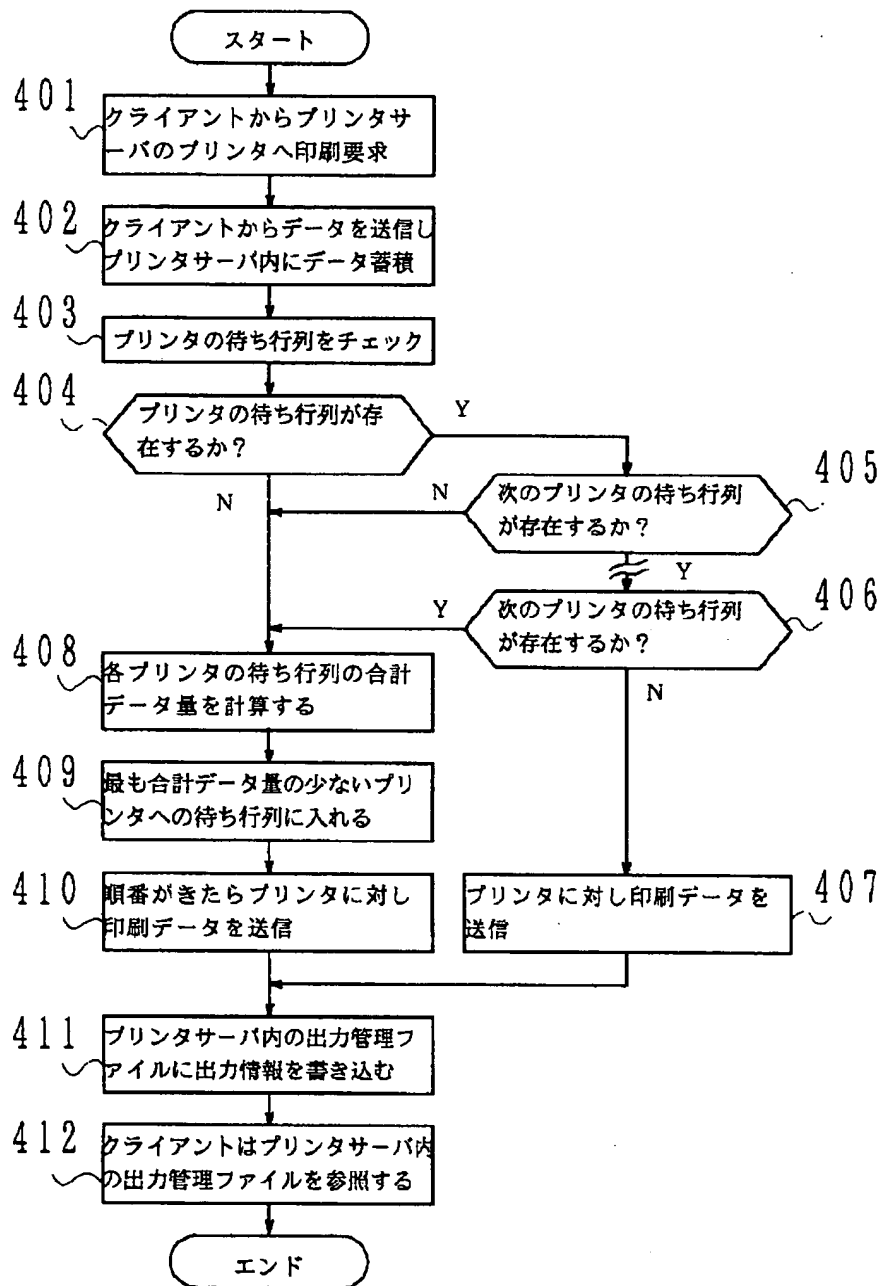 スタート
401
クライアントからプリンタサ
ーバのプリンタへ印刷要求
402
クライアントからデータを送信し
プリンタサーバ内にデータ蓄積
403
プリンタの待ち行列をチェック
404
プリンタの待ち行列が存
在するか?
Y
N
405
次のプリンタの待ち行列
が存在するか?
N
Y
406
次のプリンタの待ち行列
が存在するか?
Y
N
408
各プリンタの待ち行列の合計
データ量を計算する
409
最も合計データ量の少ないプリ
ンタへの待ち行列に入れる
410
順番がきたらプリンタに対し
印刷データを送信
407
プリンタに対し印刷データを
送信
411
プリンタサーバ内の出力管理フ
ァイルに出力情報を書き込む
412
クライアントはプリンタサーバ内
の出力管理ファイルを参照する
エンド